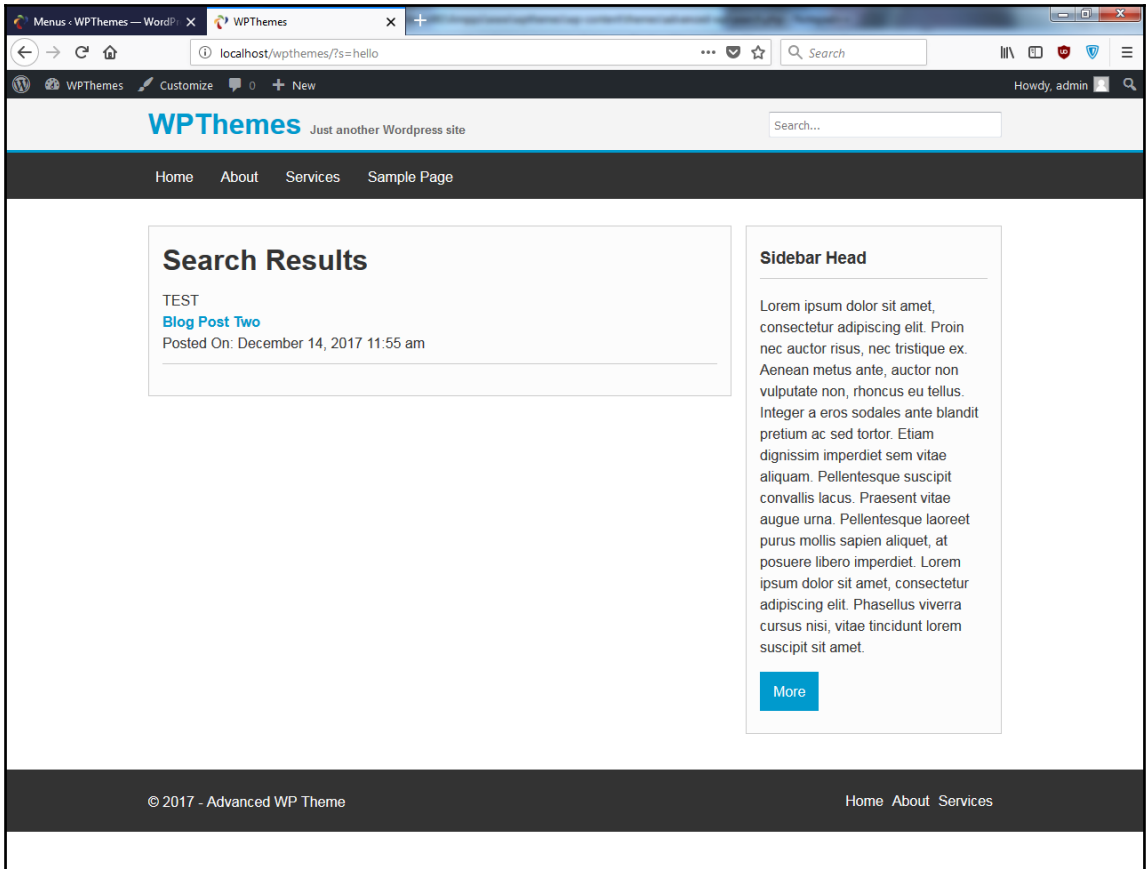 Menus ‹ WPThemes — WordPr
WPThemes
localhost/wpthemes/?s=hello
Search
WPThemes
Customize
0
New
Howdy, admin
WPThemes
Just another Wordpress site
Search...
Home
About
Services
Sample Page
Search Results
TEST
Blog Post Two
Posted On: December 14, 2017 11:55 am
Sidebar Head
Lorem ipsum dolor sit amet,
consectetur adipiscing elit. Proin
nec auctor risus, nec tristique ex.
Aenean metus ante, auctor non
vulputate non, rhoncus eu tellus.
Integer a eros sodales ante blandit
pretium ac sed tortor. Etiam
dignissim imperdiet sem vitae
aliquam. Pellentesque suscipit
convallis lacus. Praesent vitae
augue urna. Pellentesque laoreet
purus mollis sapien aliquet, at
posuere libero imperdiet. Lorem
ipsum dolor sit amet, consectetur
adipiscing elit. Phasellus viverra
cursus nisi, vitae tincidunt lorem
suscipit sit amet.
More
© 2017 - Advanced WP Theme
Home
About
Services